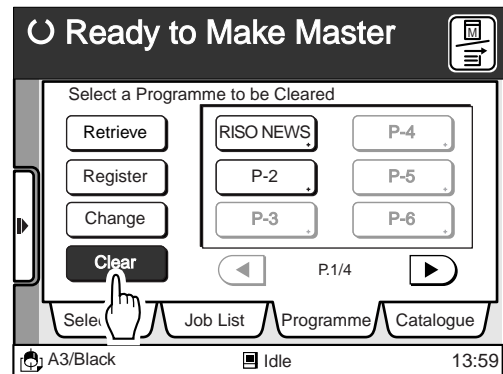 Ready to Make Master
M
Select a Programme to be Cleared
Retrieve
RISO NEWS
P-4
Register
P-2
P-5
Change
P-3
P-6
Clear
P.1/4
Job List
Programme
Catalogue
A3/Black
Idle
13:59